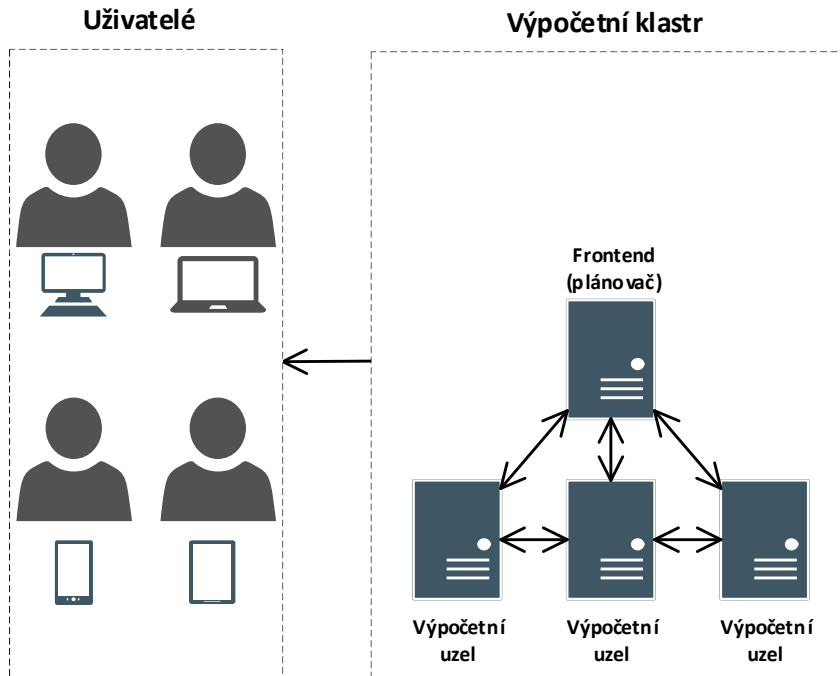 Uživatelé
Výpočetní klastr
Frontend
(plánovač)
Výpočetní
uzel
Výpočetní
uzel
Výpočetní
uzel